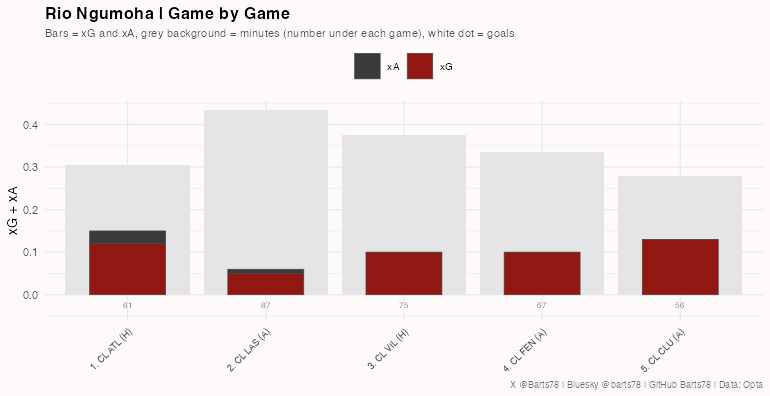 Rio Ngumoha | Game by Game
Bars = xG and xA, grey background = minutes (number under each game), white dot = goals
xA xG
xG + xA
0.4
0.3
0.2
0.1
0.0
61 87 75 67 56
1. CL ATL (H) 2. CL LAS (A) 3. CL VIL (H) 4. CL FEN (A) 5. CL CLU (A)
X @Barts78 | Bluesky @barts78 | GitHub Barts78 | Data: Opta